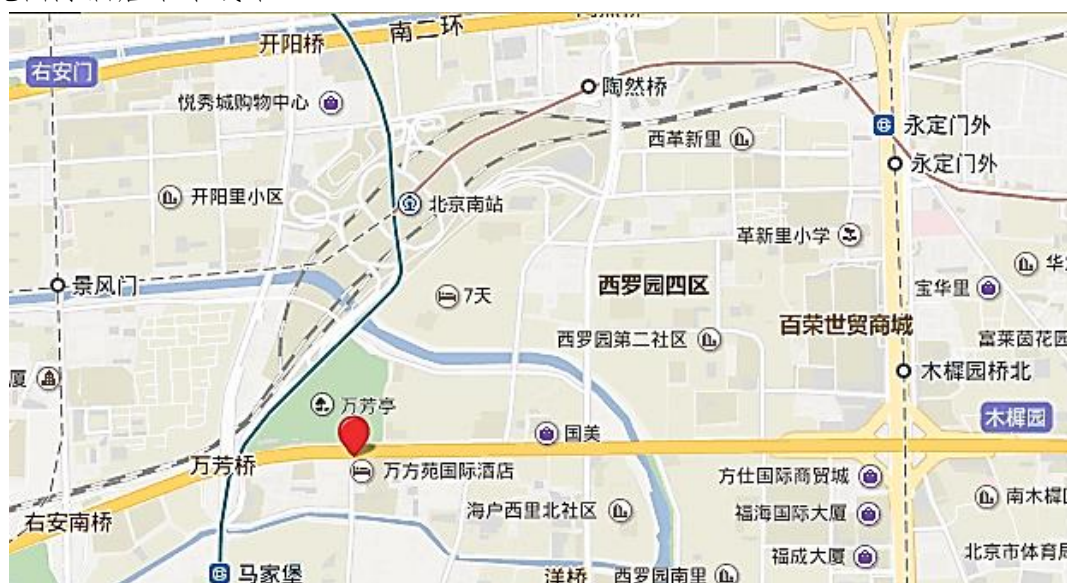 南二环
开阳桥
右安门
陶然桥
悦秀城购物中心
永定门外
西革新里
永定门外
开阳里小区
北京南站
革新里小学
景风门
7天
西罗园四区
宝华里
百荣世贸商城
西罗园第二社区
富莱茵花园
厦
木樨园桥北
万芳亭
木樨园
国美
万芳桥
万方苑国际酒店
方仕国际商贸城
右安南桥
海户西里北社区
福海国际大厦
南木樨
北京市体育局
福成大厦
马家堡
洋桥
西罗园南里